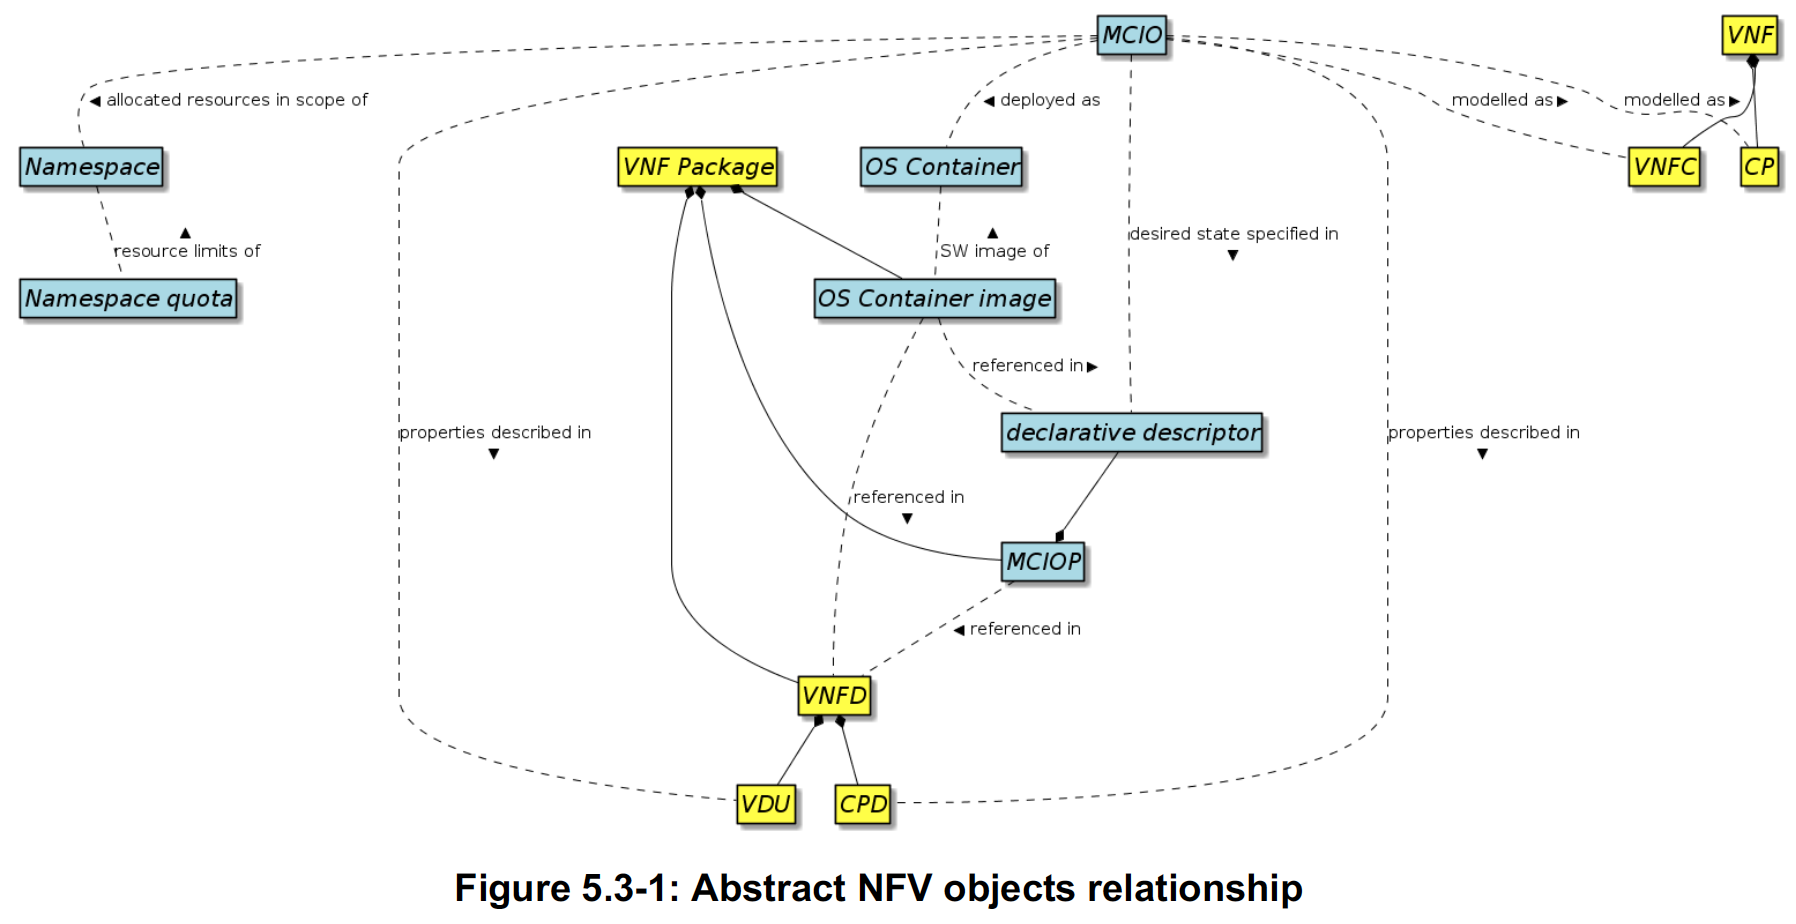 MCIO
VNF
◄ allocated resources in scope of
◄ deployed as
modelled as ►
modelled as ►
Namespace
VNF Package
OS Container
VNFC
CP
▲
resource limits of
▲
SW image of
desired state specified in
▼
Namespace quota
OS Container image
referenced in ►
properties described in
▼
declarative descriptor
properties described in
▼
referenced in
▼
MCIOP
◄ referenced in
VNFD
VDU
CPD
Figure 5.3-1: Abstract NFV objects relationship